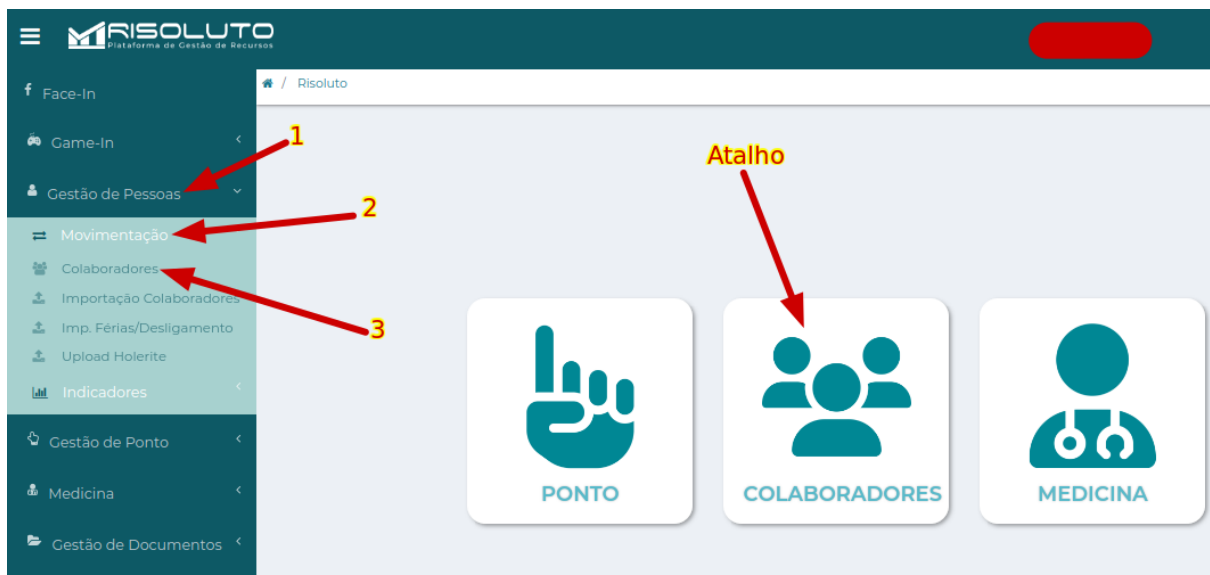 RISOLUTO
Plataforma de Gestão de Recursos
/ Risoluto
Face-In
Game-In
Gestão de Pessoas
Movimentação
Colaboradores
Importação Colaboradores
Imp. Férias/Desligamento
Upload Holerite
Indicadores
Gestão de Ponto
Medicina
Gestão de Documentos
1
2
3
Atalho
PONTO
COLABORADORES
MEDICINA